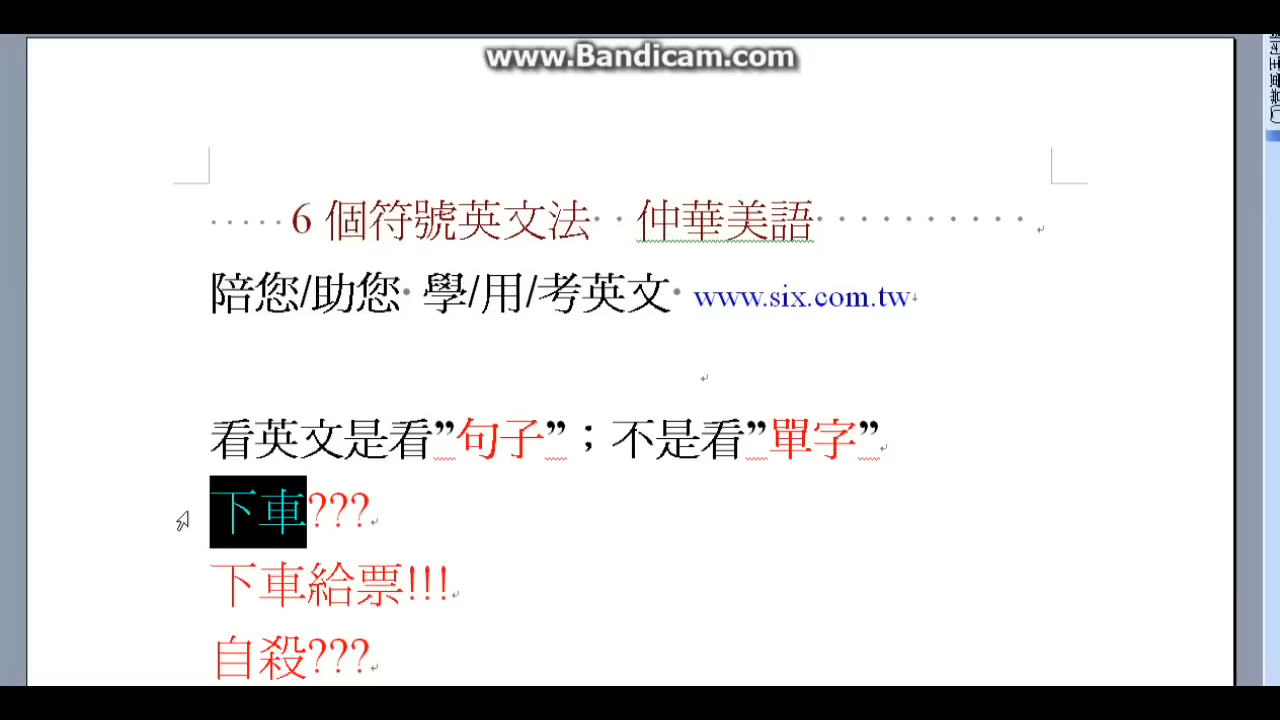 www.Bandicam.com
6 個符號英文法 仲華美語
陪您/助您 學/用/考英文 www.six.com.tw
看英文是看”句子”；不是看”單字”
下車???
下車給票!!!
自殺???